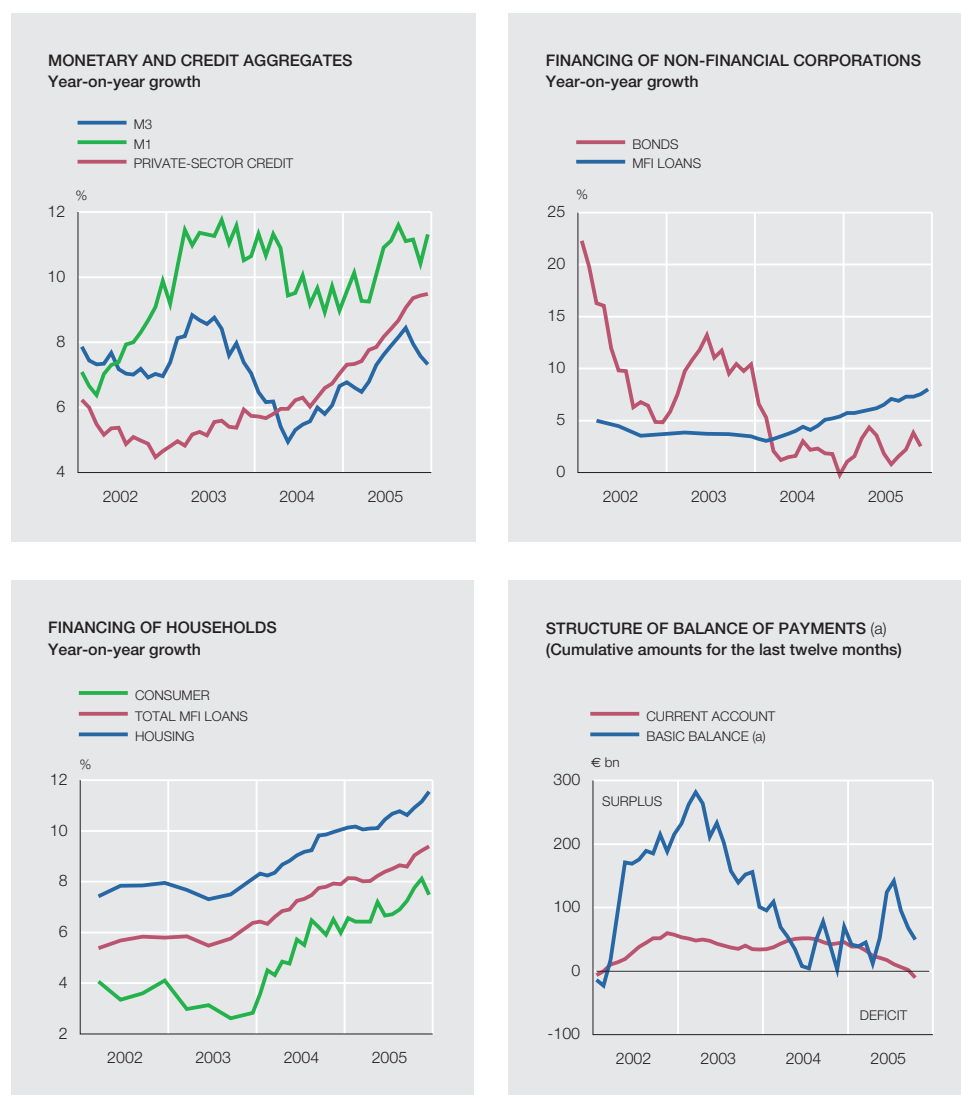 MONETARY AND CREDIT AGGREGATES
Year-on-year growth
M3
M1
PRIVATE-SECTOR CREDIT
%
12
10
8
6
4
2002 2003 2004 2005
FINANCING OF NON-FINANCIAL CORPORATIONS
Year-on-year growth
BONDS
MFI LOANS
%
25
20
15
10
5
0
2002 2003 2004 2005
FINANCING OF HOUSEHOLDS
Year-on-year growth
CONSUMER
TOTAL MFI LOANS
HOUSING
%
12
10
8
6
4
2
2002 2003 2004 2005
STRUCTURE OF BALANCE OF PAYMENTS (a)
(Cumulative amounts for the last twelve months)
CURRENT ACCOUNT
BASIC BALANCE (a)
€ bn
300
SURPLUS
200
100
0
DEFICIT
-100
2002 2003 2004 2005